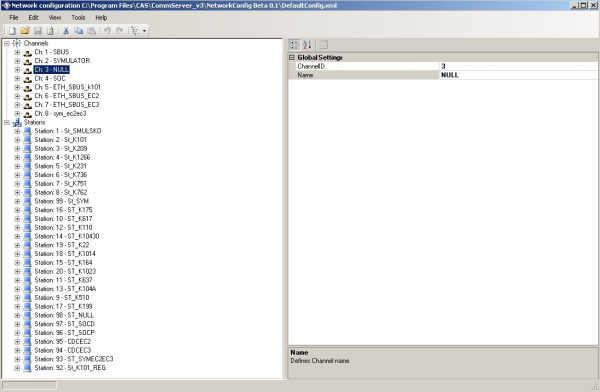 Network configuration C:\Program Files\CAS\CommServer_v3\NetworkConfig Beta 0.1\DefaultConfig.xml
File Edit View Tools Help
Channels
Ch: 1 - SBUS
Ch: 2 - SYMULATOR
Ch: 3 - NULL
Ch: 4 - SOC
Ch: 5 - ETH_SBUS_k101
Ch: 6 - ETH_SBUS_EC2
Ch: 7 - ETH_SBUS_EC3
Ch: 8 - sym_ec2ec3
Stations
Station: 1 - St_SMULSKO
Station: 2 - St_K101
Station: 3 - St_K209
Station: 4 - St_K1266
Station: 5 - St_K231
Station: 6 - St_K736
Station: 7 - St_K751
Station: 8 - St_K762
Station: 99 - St_SYM
Station: 16 - ST_K175
Station: 10 - ST_K617
Station: 12 - ST_K110
Station: 14 - ST_K10430
Station: 19 - ST_K22
Station: 18 - ST_K1014
Station: 15 - ST_K164
Station: 20 - ST_K1023
Station: 11 - ST_K637
Station: 13 - ST_K104A
Station: 9 - ST_K510
Station: 17 - ST_K199
Station: 98 - ST_NULL
Station: 97 - ST_SOCD
Station: 96 - ST_SOCP
Station: 95 - CDCEC2
Station: 94 - CDCEC3
Station: 93 - ST_SYMEC2EC3
Station: 92 - St_K101_REG
Global Settings
ChannelID 3
Name NULL
Name
Defines Channel name